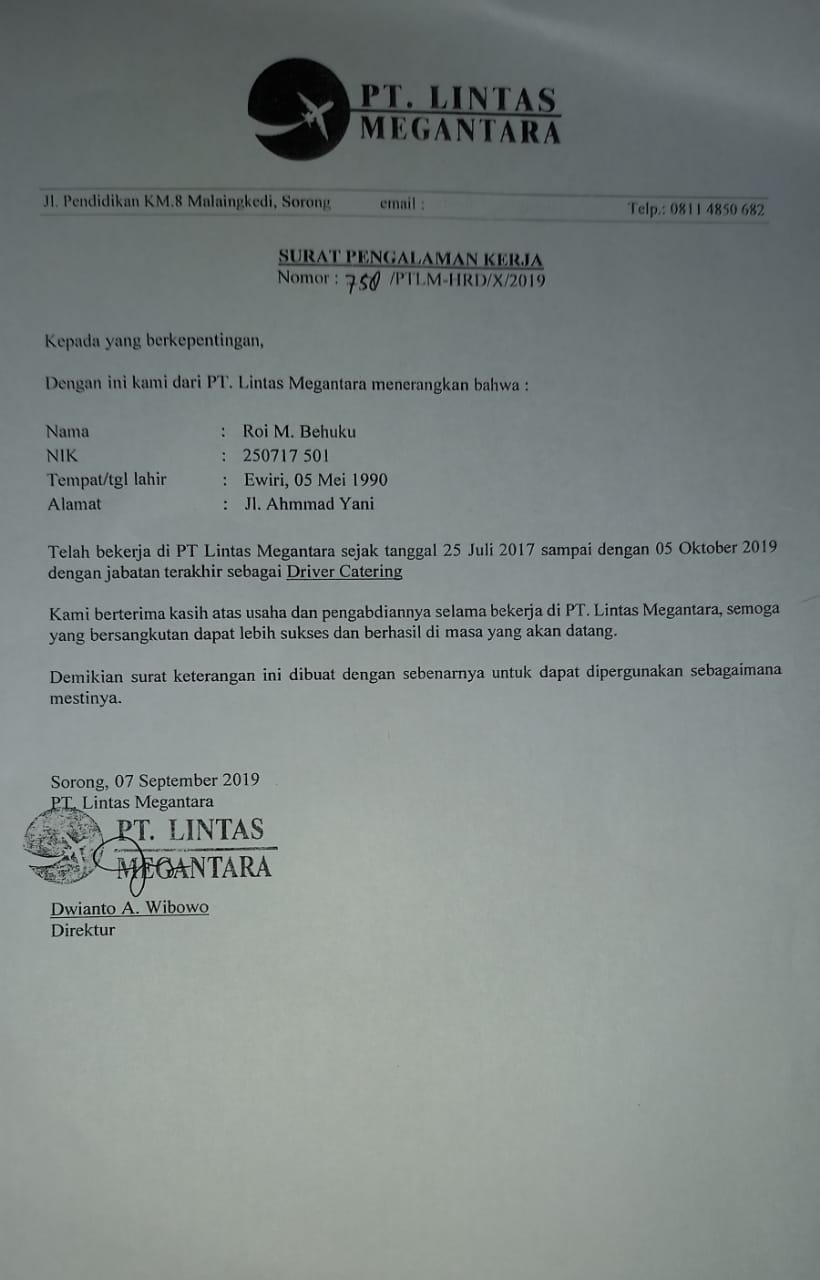 PT. LINTAS
MEGANTARA
Jl. Pendidikan KM.8 Malaingkedi, Sorong email : Telp.: 0811 4850 682
SURAT PENGALAMAN KERJA
Nomor : 750 /PTLM-HRD/X/2019
Kepada yang berkepentingan,
Dengan ini kami dari PT. Lintas Megantara menerangkan bahwa :
Nama : Roi M. Behuku
NIK : 250717 501
Tempat/tgl lahir : Ewiri, 05 Mei 1990
Alamat : Jl. Ahmmad Yani
Telah bekerja di PT Lintas Megantara sejak tanggal 25 Juli 2017 sampai dengan 05 Oktober 2019
dengan jabatan terakhir sebagai Driver Catering
Kami berterima kasih atas usaha dan pengabdiannya selama bekerja di PT. Lintas Megantara, semoga
yang bersangkutan dapat lebih sukses dan berhasil di masa yang akan datang.
Demikian surat keterangan ini dibuat dengan sebenarnya untuk dapat dipergunakan sebagaimana
mestinya.
Sorong, 07 September 2019
PT. Lintas Megantara
PT. LINTAS
MEGANTARA
Dwianto A. Wibowo
Direktur